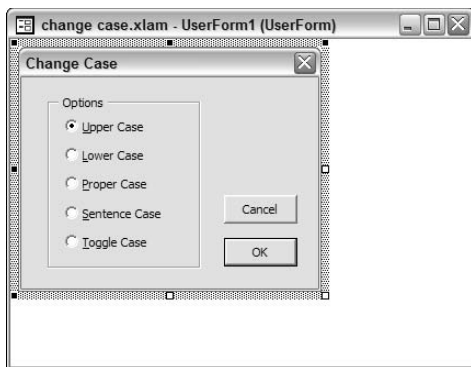 change case.xlam - UserForm1 (UserForm)
Change Case
Options
Upper Case
Lower Case
Proper Case
Sentence Case
Toggle Case
Cancel
OK